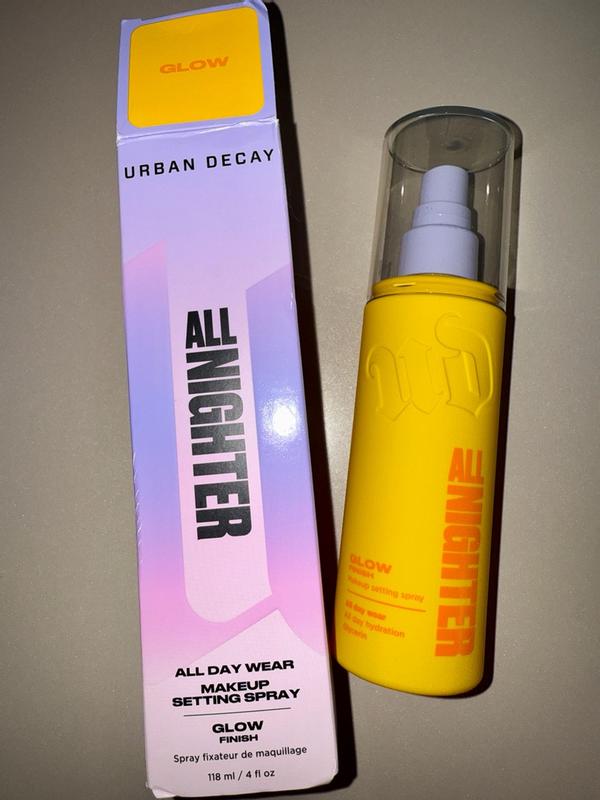 GLOW
URBAN DECAY
ALL
NIGHTER
ALL DAY WEAR
MAKEUP
SETTING SPRAY
GLOW
FINISH
Spray fixateur de maquillage
118 ml / 4 fl oz
UD
ALL
NIGHTER
GLOW
FINISH
Makeup setting spray
All day wear
All day hydration
Glycerin